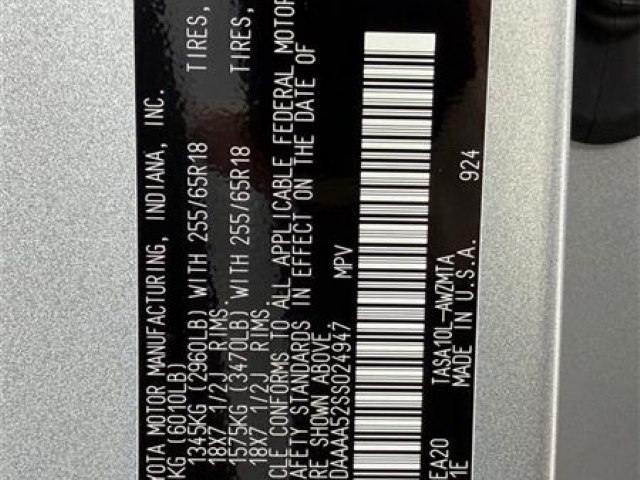 YOTA MOTOR MANUFACTURING, INDIANA, INC.
KG (6010LB)
1345KG (2960LB) WITH 255/65R18 TIRES,
18X7 1/2J RIMS.
1575KG (3470LB) WITH 255/65R18 TIRES,
18X7 1/2J RIMS.
CLE CONFORMS TO ALL APPLICABLE FEDERAL MOTOR
AFETY STANDARDS IN EFFECT ON THE DATE OF
RE SHOWN ABOVE.
DAAAA52SS024947 MPV
EA20 TASA10L-AWZMTA 924
1E MADE IN U.S.A.